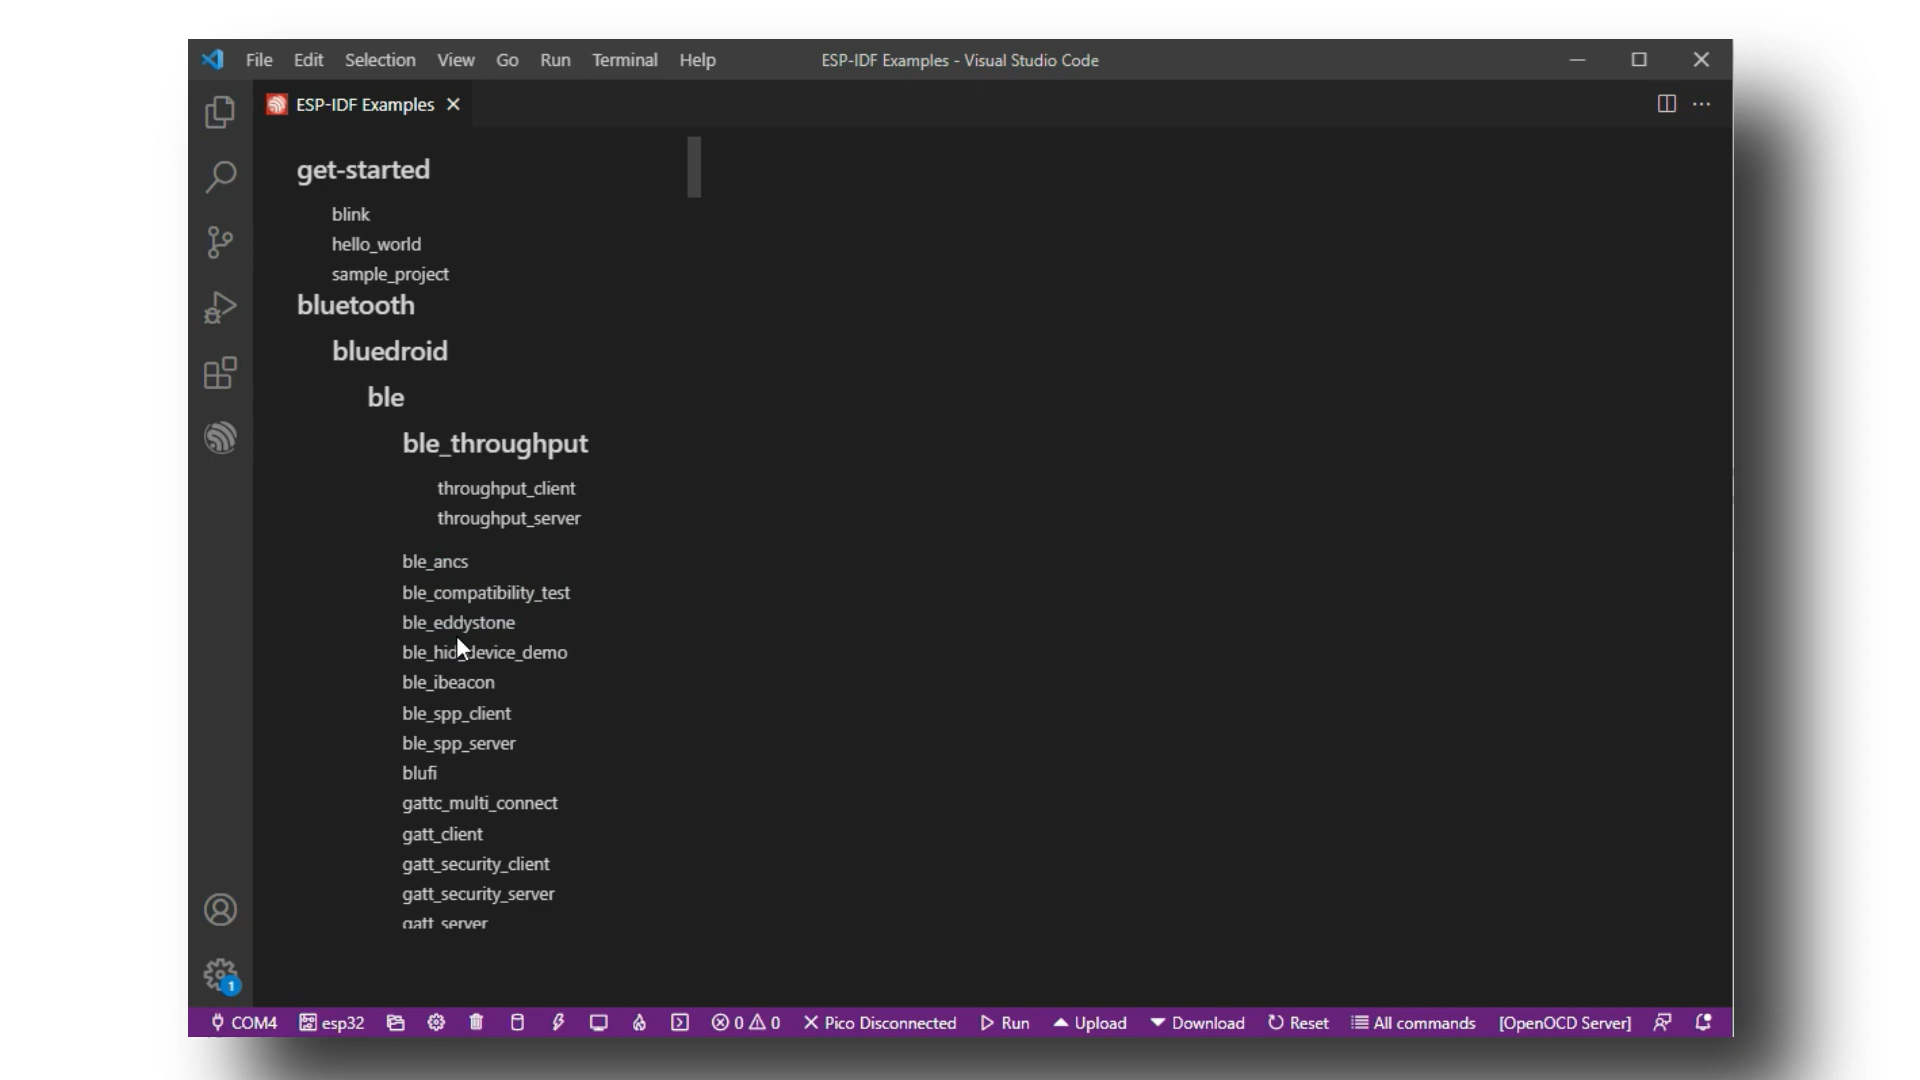 File Edit Selection View Go Run Terminal Help ESP-IDF Examples - Visual Studio Code
ESP-IDF Examples
get-started
blink
hello_world
sample_project
bluetooth
bluedroid
ble
ble_throughput
throughput_client
throughput_server
ble_ancs
ble_compatibility_test
ble_eddystone
ble_hid_device_demo
ble_ibeacon
ble_spp_client
ble_spp_server
blufi
gattc_multi_connect
gatt_client
gatt_security_client
gatt_security_server
gatt_server
1
COM4 esp32 0 0 Pico Disconnected Run Upload Download Reset All commands [OpenOCD Server]